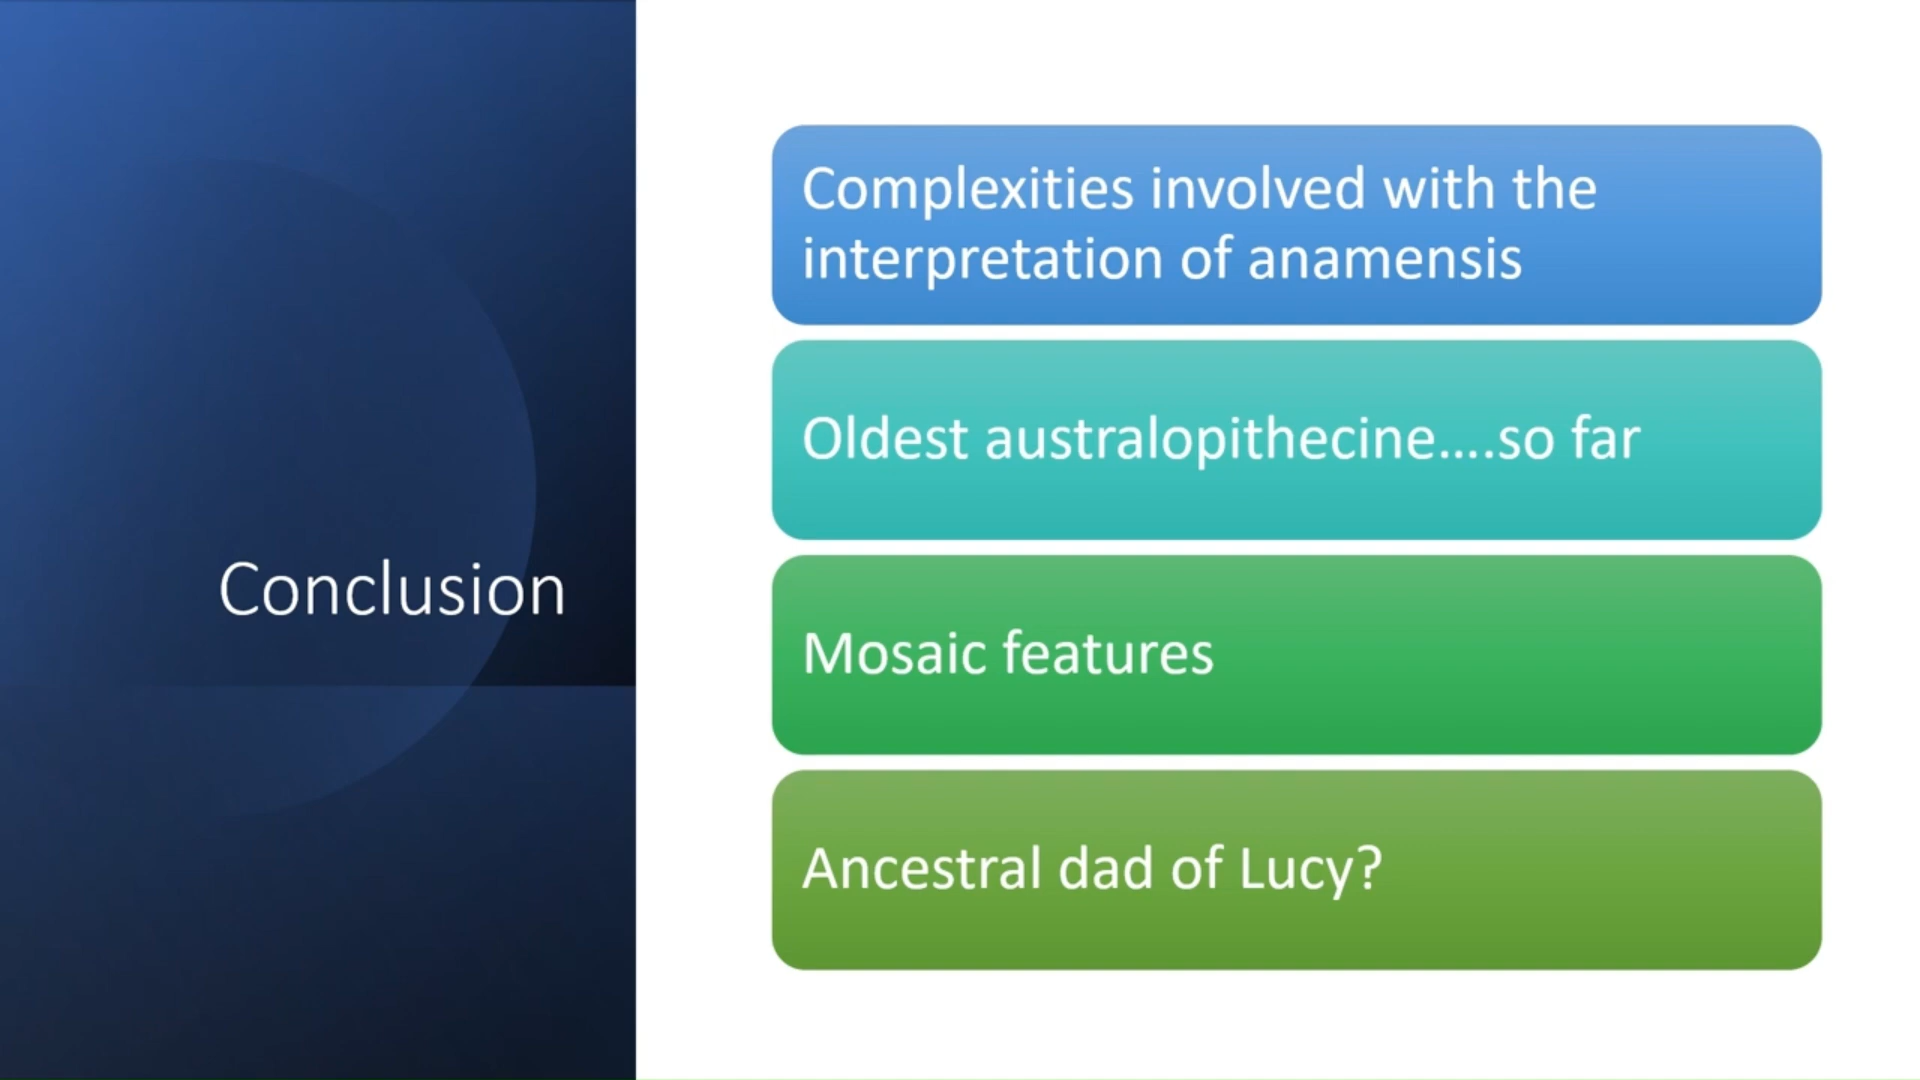 Conclusion
Complexities involved with the
interpretation of anamensis
Oldest australopithecine....so far
Mosaic features
Ancestral dad of Lucy?